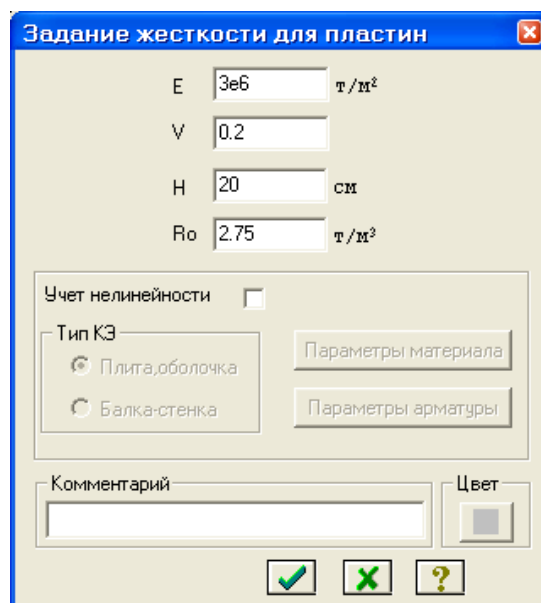 Задание жесткости для пластин
E 3e6 т/м²
V 0.2
H 20 см
Ro 2.75 т/м³
Учет нелинейности
Тип КЭ
Плита,оболочка
Балка-стенка
Параметры материала
Параметры арматуры
Комментарий
Цвет
?